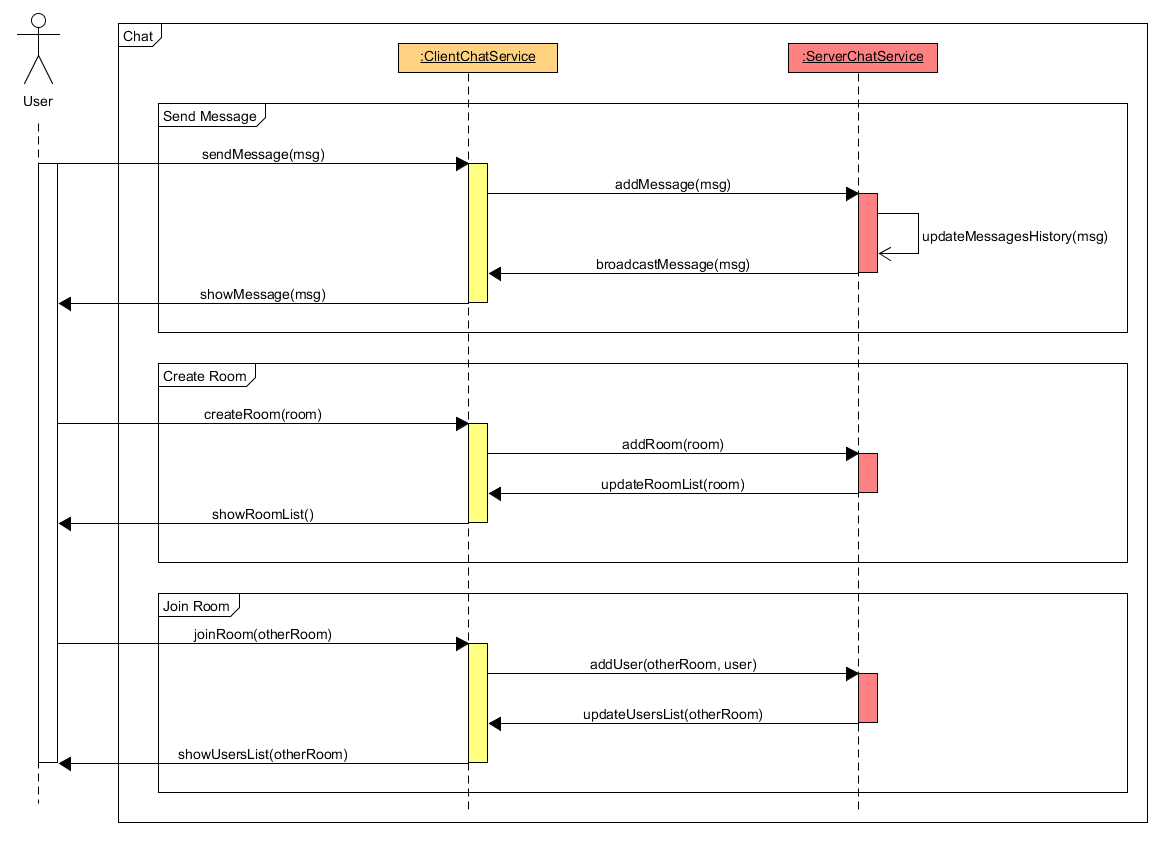 User
Chat
:ClientChatService
:ServerChatService
Send Message
sendMessage(msg)
addMessage(msg)
updateMessagesHistory(msg)
broadcastMessage(msg)
showMessage(msg)
Create Room
createRoom(room)
addRoom(room)
updateRoomList(room)
showRoomList()
Join Room
joinRoom(otherRoom)
addUser(otherRoom, user)
updateUsersList(otherRoom)
showUsersList(otherRoom)